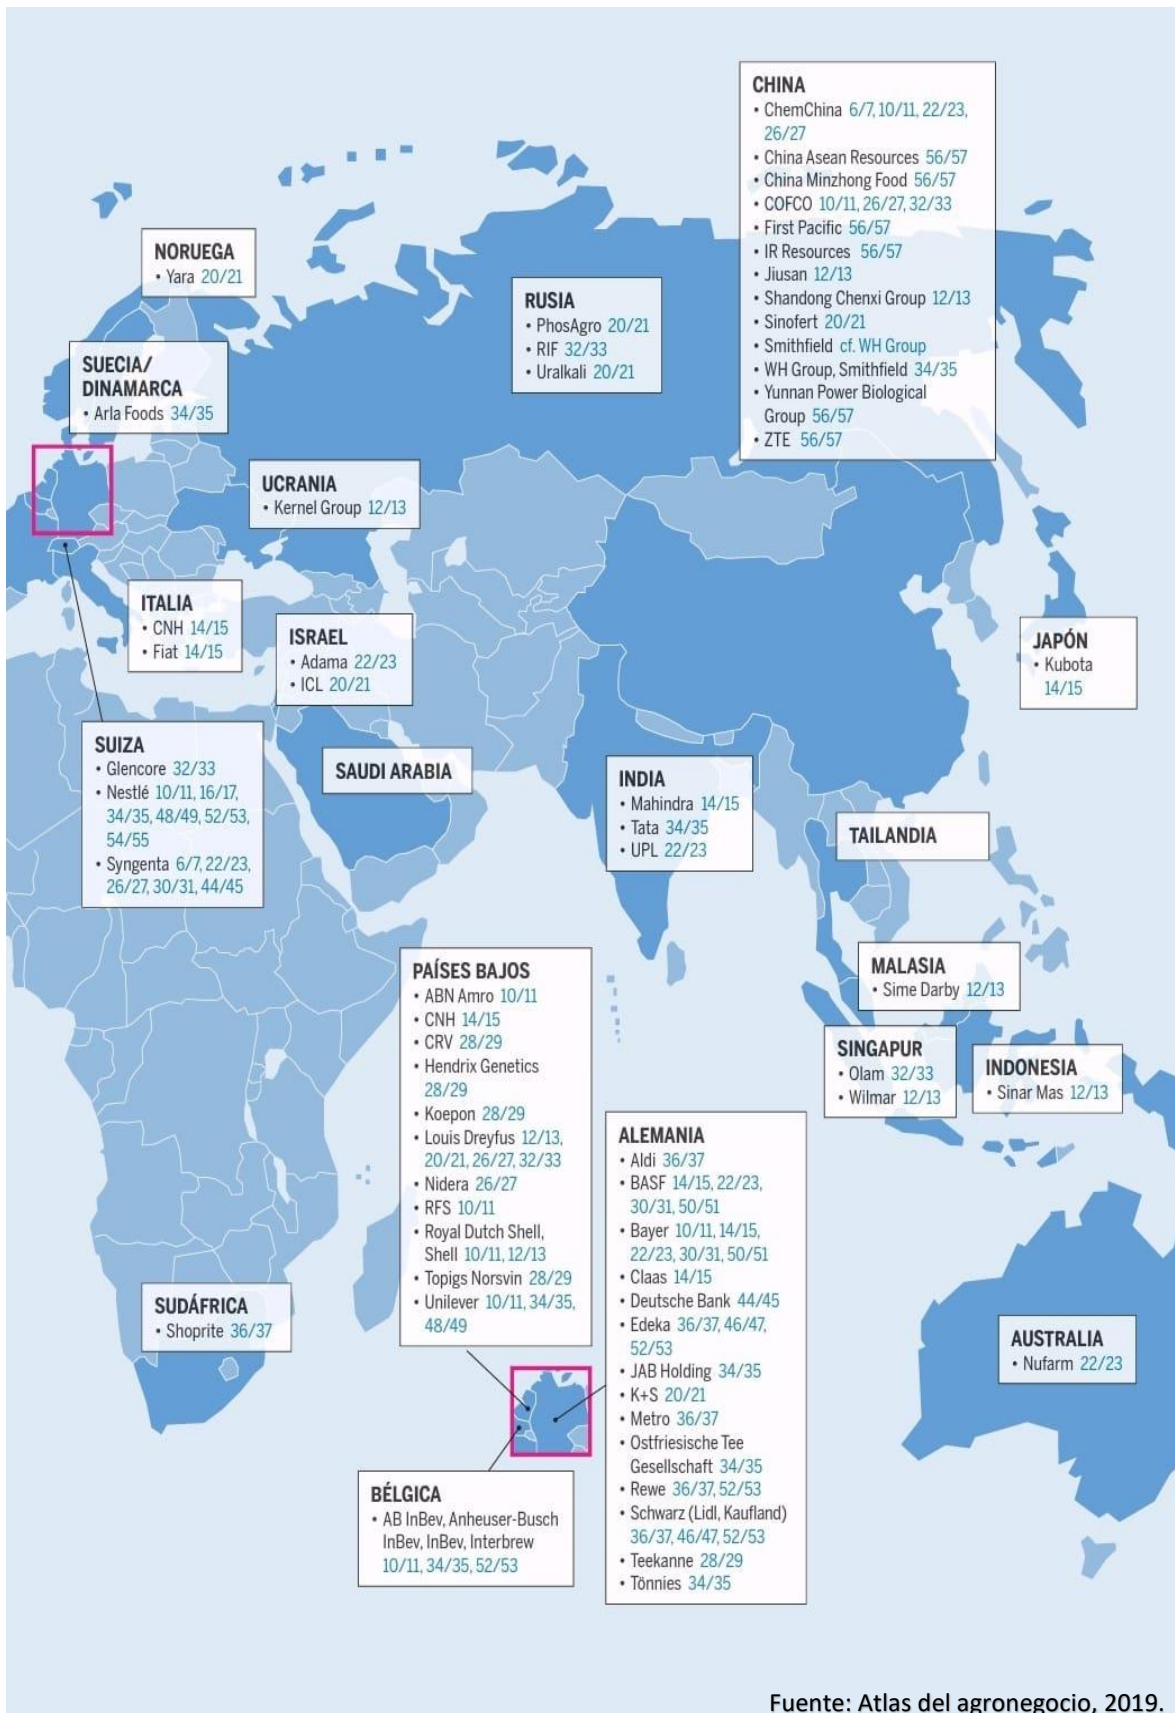 CHINA
• ChemChina 6/7, 10/11, 22/23,
26/27
• China Asean Resources 56/57
• China Minzhong Food 56/57
• COFCO 10/11, 26/27, 32/33
• First Pacific 56/57
• IR Resources 56/57
• Jiusan 12/13
• Shandong Chenxi Group 12/13
• Sinofert 20/21
• Smithfield cf. WH Group
• WH Group, Smithfield 34/35
• Yunnan Power Biological
Group 56/57
• ZTE 56/57
NORUEGA
• Yara 20/21
RUSIA
• PhosAgro 20/21
• RIF 32/33
• Uralkali 20/21
SUECIA/
DINAMARCA
• Arla Foods 34/35
UCRANIA
• Kernel Group 12/13
ITALIA
• CNH 14/15
• Fiat 14/15
ISRAEL
• Adama 22/23
• ICL 20/21
JAPÓN
• Kubota
14/15
SUIZA
• Glencore 32/33
• Nestlé 10/11, 16/17,
34/35, 48/49, 52/53,
54/55
• Syngenta 6/7, 22/23,
26/27, 30/31, 44/45
SAUDI ARABIA
INDIA
• Mahindra 14/15
• Tata 34/35
• UPL 22/23
TAILANDIA
MALASIA
• Sime Darby 12/13
SINGAPUR
• Olam 32/33
• Wilmar 12/13
INDONESIA
• Sinar Mas 12/13
PAÍSES BAJOS
• ABN Amro 10/11
• CNH 14/15
• CRV 28/29
• Hendrix Genetics
28/29
• Koepon 28/29
• Louis Dreyfus 12/13,
20/21, 26/27, 32/33
• Nidera 26/27
• RFS 10/11
• Royal Dutch Shell,
Shell 10/11, 12/13
• Topigs Norsvin 28/29
• Unilever 10/11, 34/35,
48/49
ALEMANIA
• Aldi 36/37
• BASF 14/15, 22/23,
30/31, 50/51
• Bayer 10/11, 14/15,
22/23, 30/31, 50/51
• Claas 14/15
• Deutsche Bank 44/45
• Edeka 36/37, 46/47,
52/53
• JAB Holding 34/35
• K+S 20/21
• Metro 36/37
• Ostfriesische Tee
Gesellschaft 34/35
• Rewe 36/37, 52/53
• Schwarz (Lidl, Kaufland)
36/37, 46/47, 52/53
• Teekanne 28/29
• Tönnies 34/35
SUDÁFRICA
• Shoprite 36/37
AUSTRALIA
• Nufarm 22/23
BÉLGICA
• AB InBev, Anheuser-Busch
InBev, InBev, Interbrew
10/11, 34/35, 52/53
Fuente: Atlas del agronegocio, 2019.